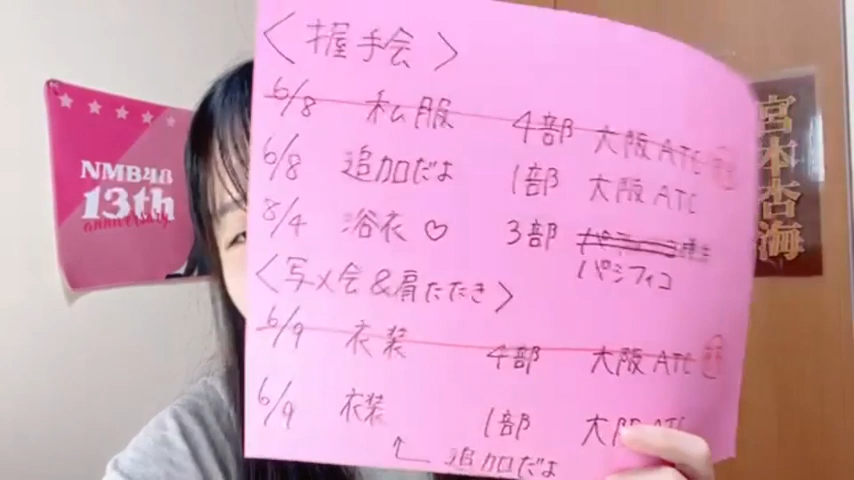 <握手会>
6/8 私服 4部 大阪ATC
6/8 追加だよ 1部 大阪ATC
8/4 浴衣♡ 3部
パシフィコ
<写メ会&肩たたき>
6/9 衣装 4部 大阪ATC
6/9 衣装 1部 大阪ATC
↑追加だよ
NMB48
13th
anniversary
宮本杏海